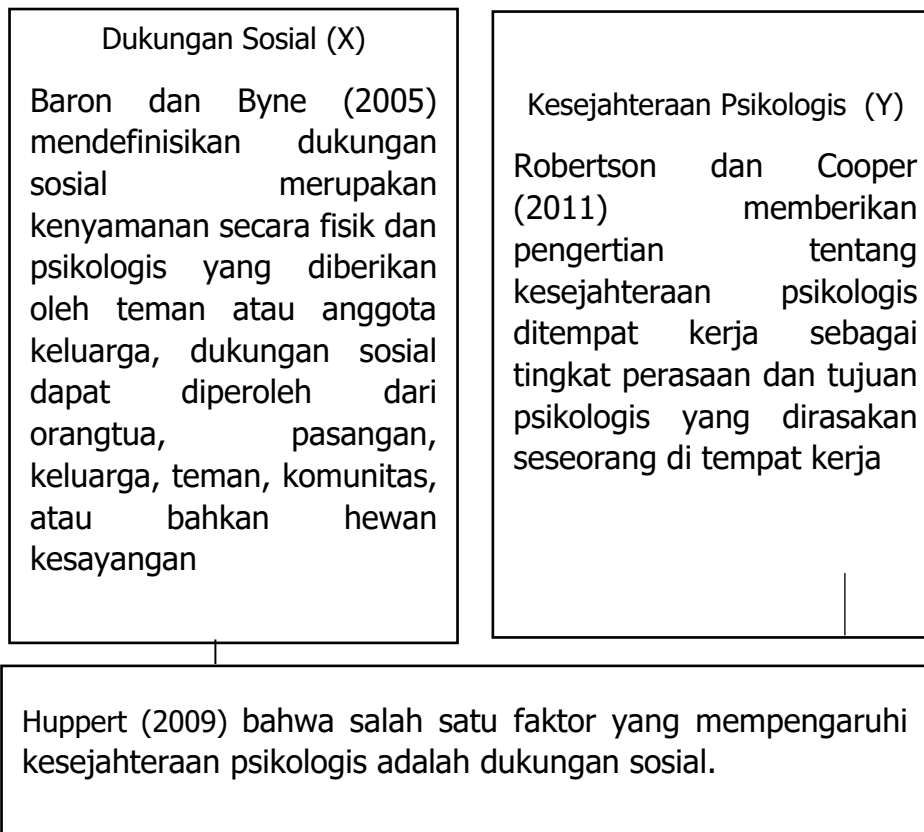 Dukungan Sosial (X)
Baron dan Byne (2005)
mendefinisikan dukungan
sosial merupakan
kenyamanan secara fisik dan
psikologis yang diberikan
oleh teman atau anggota
keluarga, dukungan sosial
dapat diperoleh dari
orangtua, pasangan,
keluarga, teman, komunitas,
atau bahkan hewan
kesayangan
Kesejahteraan Psikologis (Y)
Robertson dan Cooper
(2011) memberikan
pengertian tentang
kesejahteraan psikologis
ditempat kerja sebagai
tingkat perasaan dan tujuan
psikologis yang dirasakan
seseorang di tempat kerja
Huppert (2009) bahwa salah satu faktor yang mempengaruhi
kesejahteraan psikologis adalah dukungan sosial.